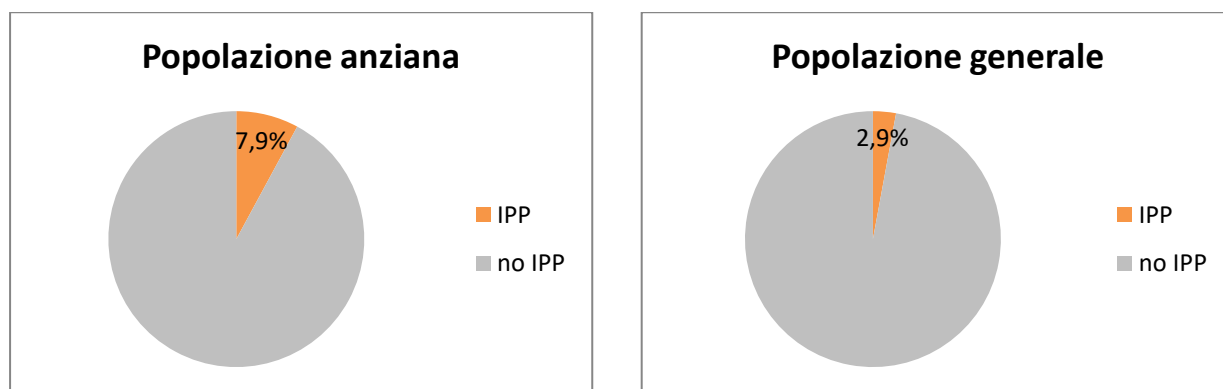 Popolazione anziana
7,9%
IPP
no IPP
Popolazione generale
2,9%
IPP
no IPP